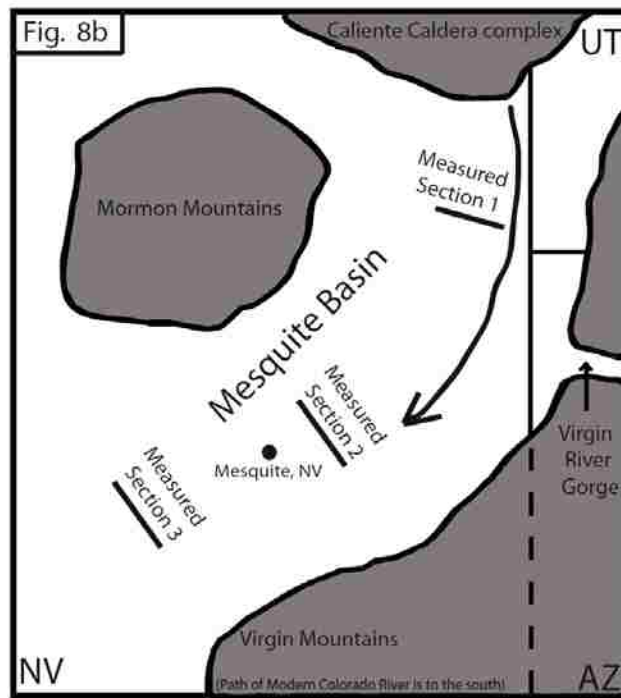 Fig. 8b
Caliente Caldera complex
UT
Measured
Section 1
Mormon Mountains
Mesquite Basin
Measured
Section 2
Mesquite, NV
Measured
Section 3
Virgin
River
Gorge
Virgin Mountains
(Path of Modern Colorado River is to the south)
NV
AZ